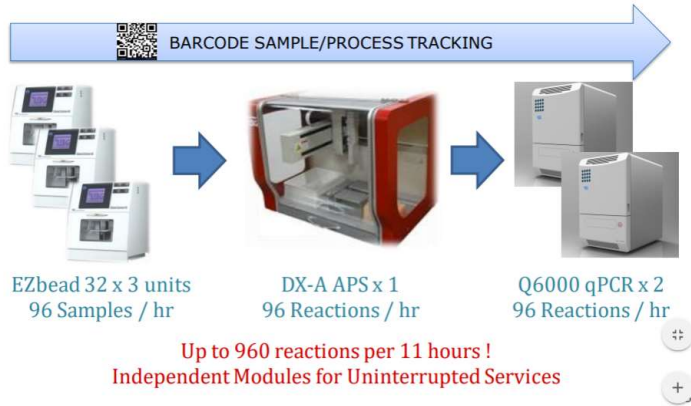 BARCODE SAMPLE/PROCESS TRACKING
EZbead 32 x 3 units
96 Samples / hr
DX-A APS x 1
96 Reactions / hr
Q6000 qPCR x 2
96 Reactions / hr
Up to 960 reactions per 11 hours !
Independent Modules for Uninterrupted Services